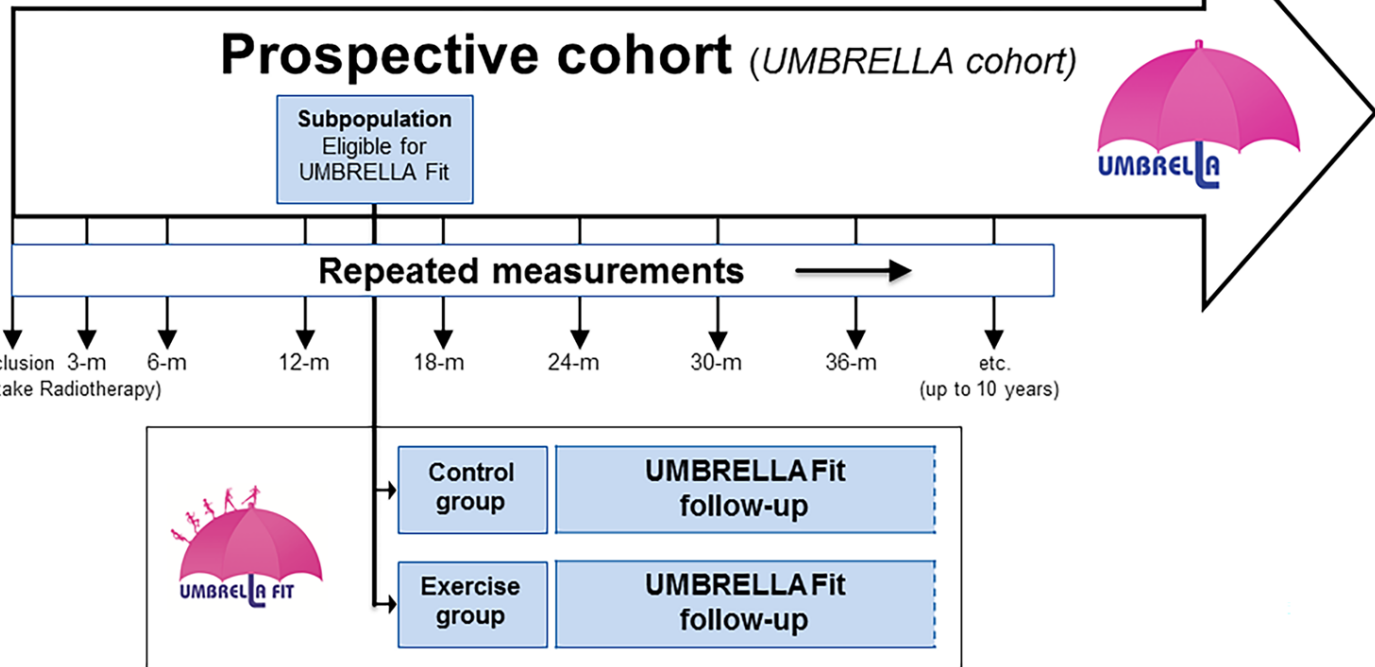 Prospective cohort (UMBRELLA cohort)
Subpopulation
Eligible for
UMBRELLA Fit
UMBRELLA
Repeated measurements
clusion 3-m 6-m 12-m 18-m 24-m 30-m 36-m etc.
take Radiotherapy) (up to 10 years)
Control
group
UMBRELLA Fit
follow-up
UMBRELLA FIT
Exercise
group
UMBRELLA Fit
follow-up